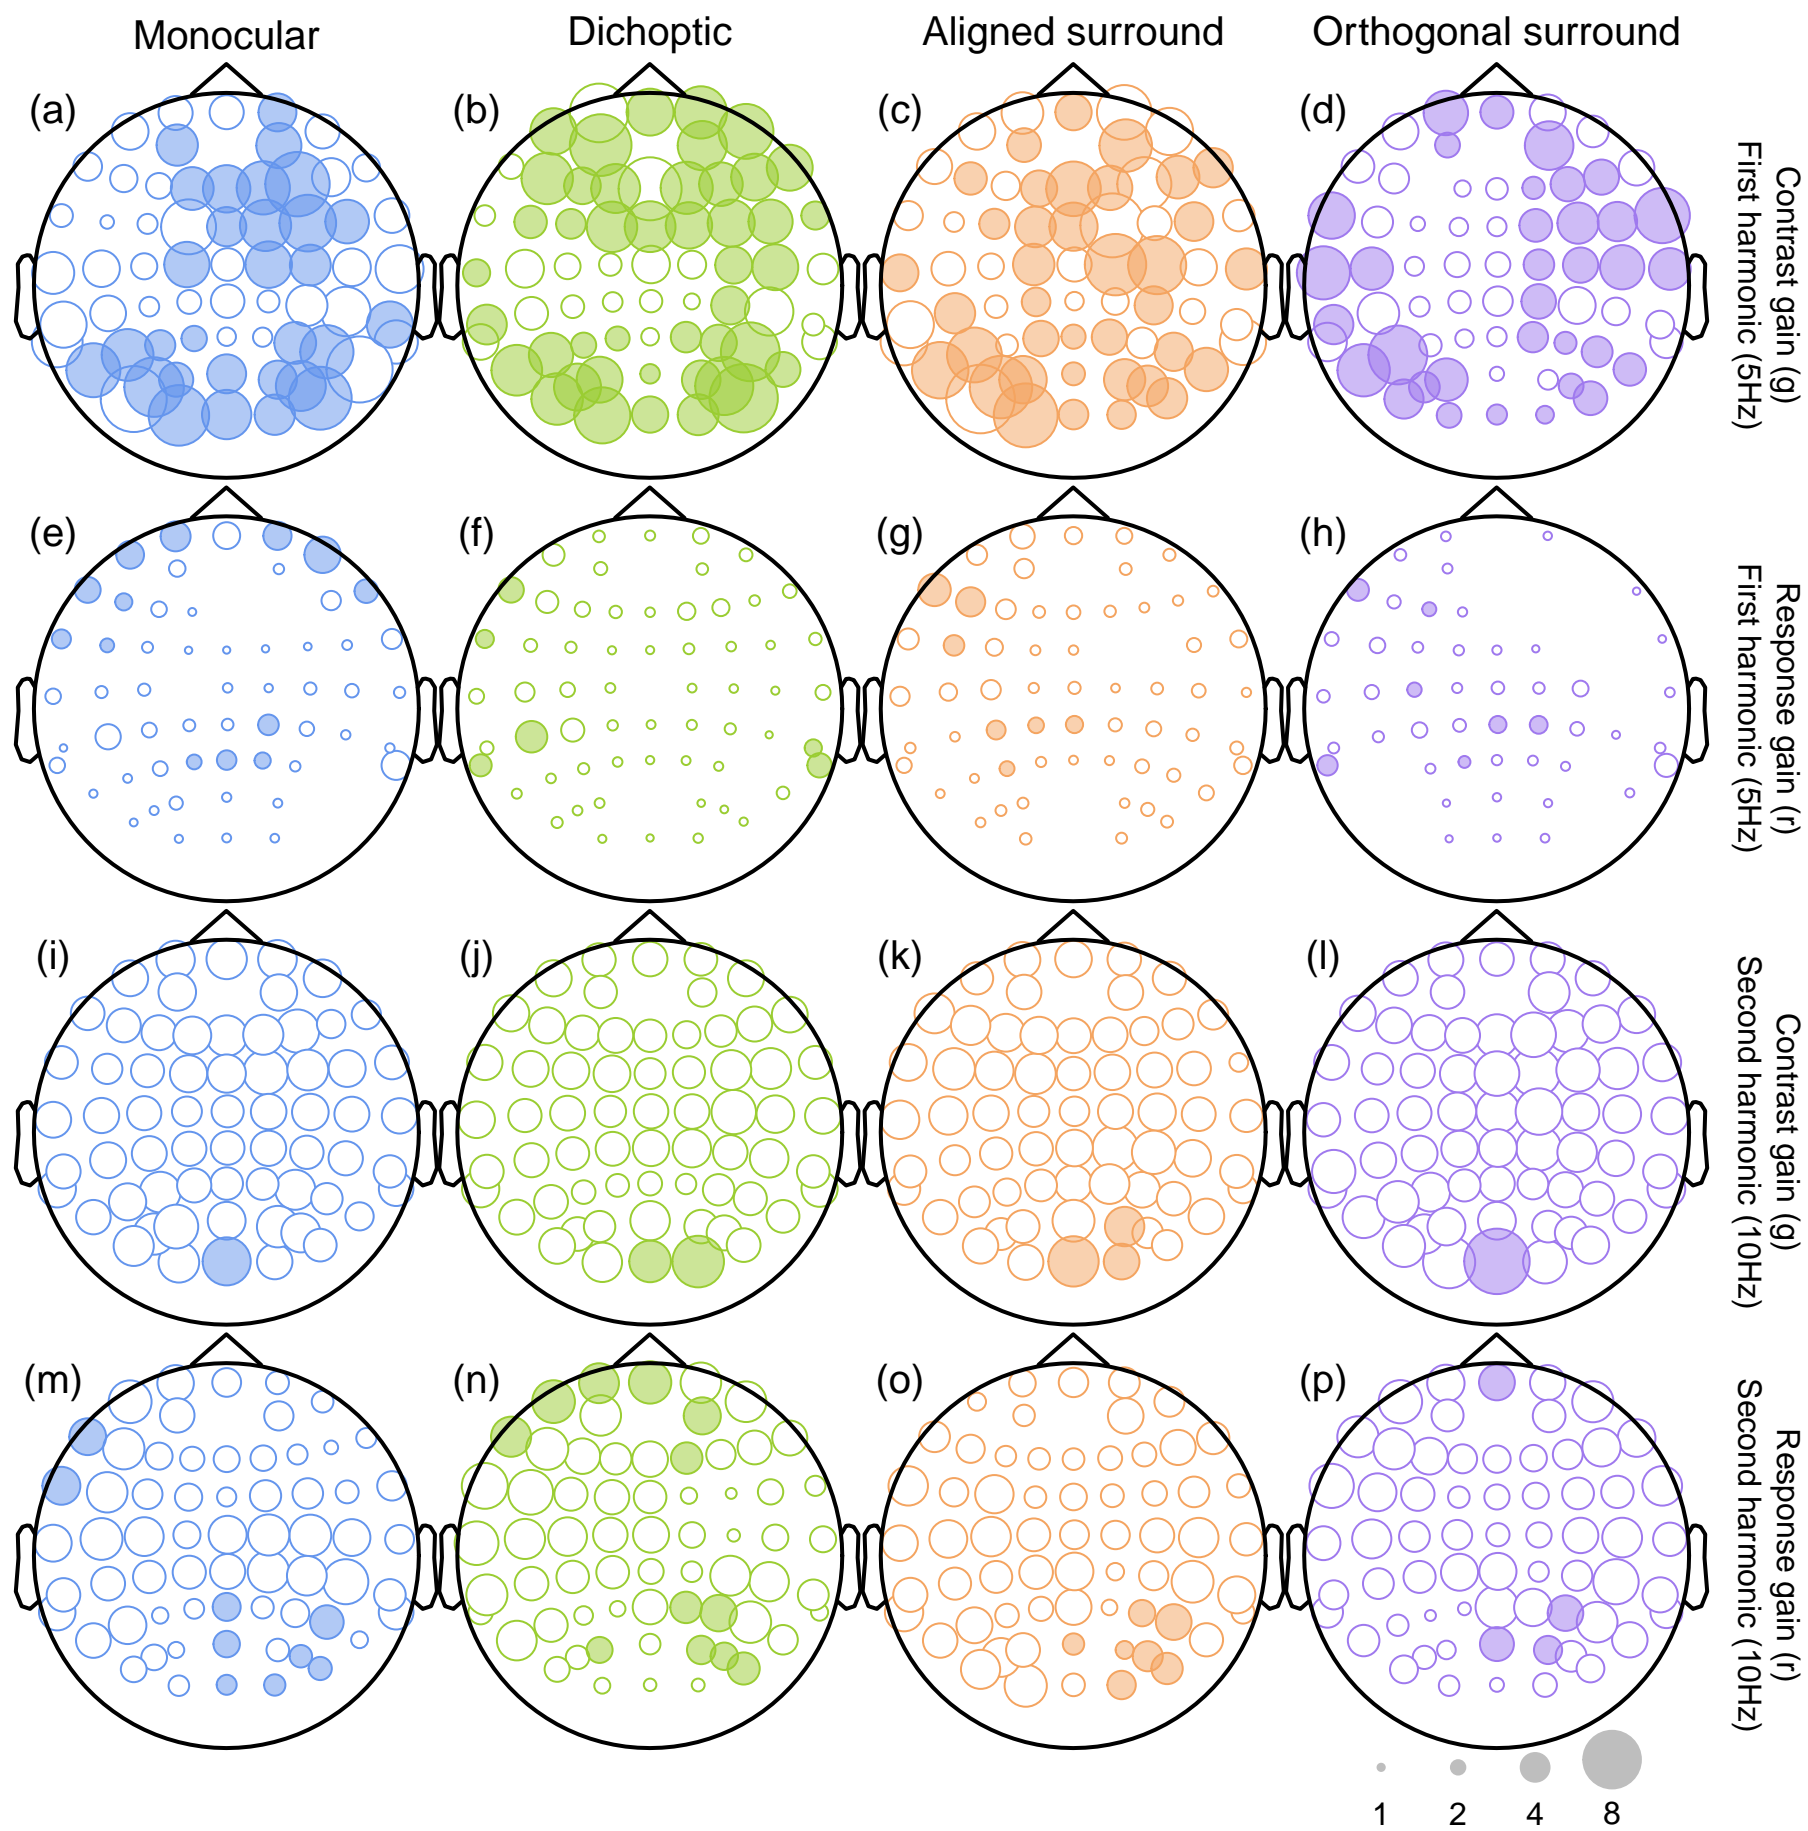 Monocular
Dichoptic
Aligned surround
Orthogonal surround
(a)
(b)
(c)
(d)
Contrast gain (g)
First harmonic (5Hz)
(e)
(f)
(g)
(h)
Response gain (r)
First harmonic (5Hz)
(i)
(j)
(k)
(l)
Contrast gain (g)
Second harmonic (10Hz)
(m)
(n)
(o)
(p)
Response gain (r)
Second harmonic (10Hz)
1
2
4
8